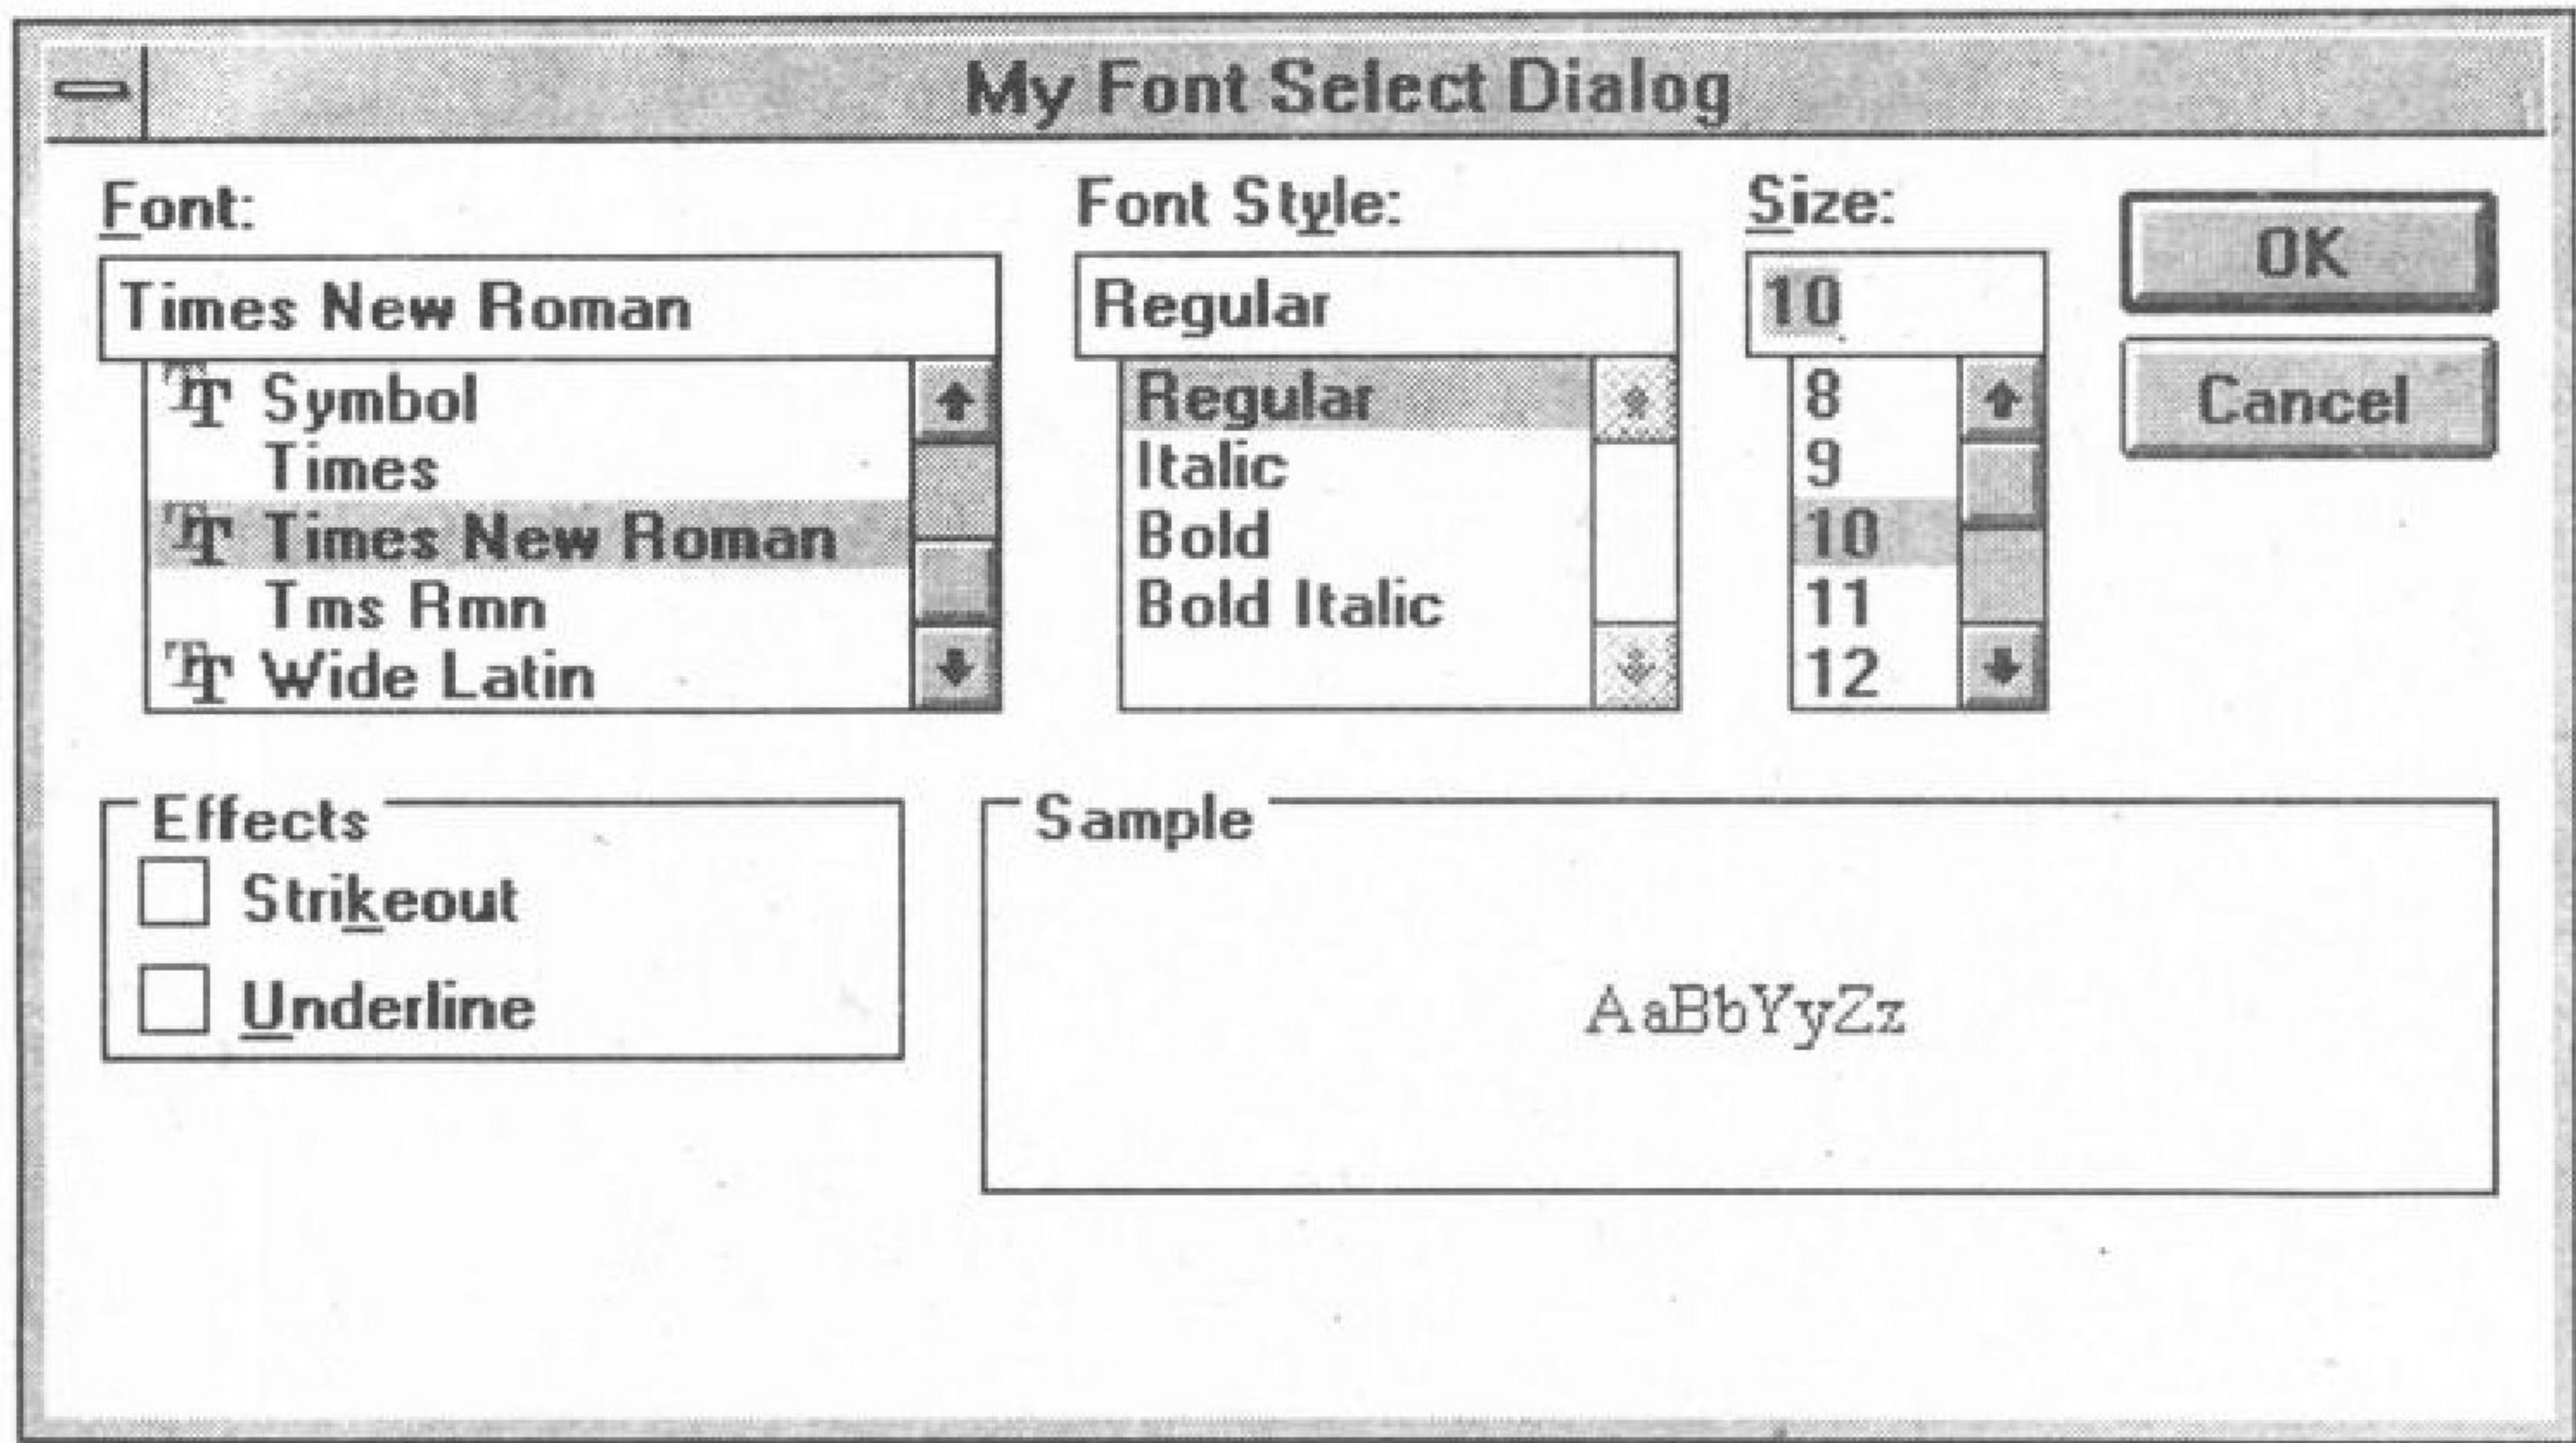 My Font Select Dialog
Font:
Times New Roman
Symbol
Times
Times New Roman
Tms Rmn
Wide Latin
Font Style:
Regular
Regular
Italic
Bold
Bold Italic
Size:
10
8
9
10
11
12
OK
Cancel
Effects
Strikeout
Underline
Sample
AaBbYyZz